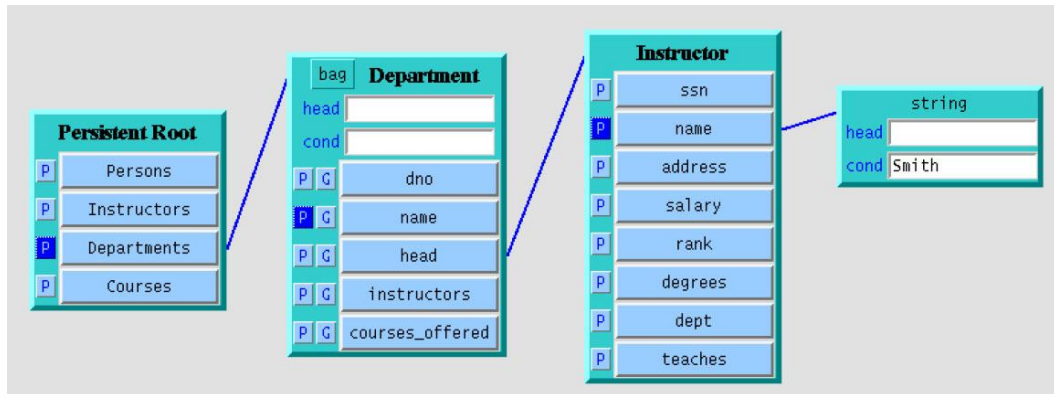 Persistent Root
P Persons
P Instructors
P Departments
P Courses
bag Department
head
cond
P G dno
P G name
P G head
P G instructors
P G courses_offered
Instructor
P ssn
P name
P address
P salary
P rank
P degrees
P dept
P teaches
string
head
cond Smith